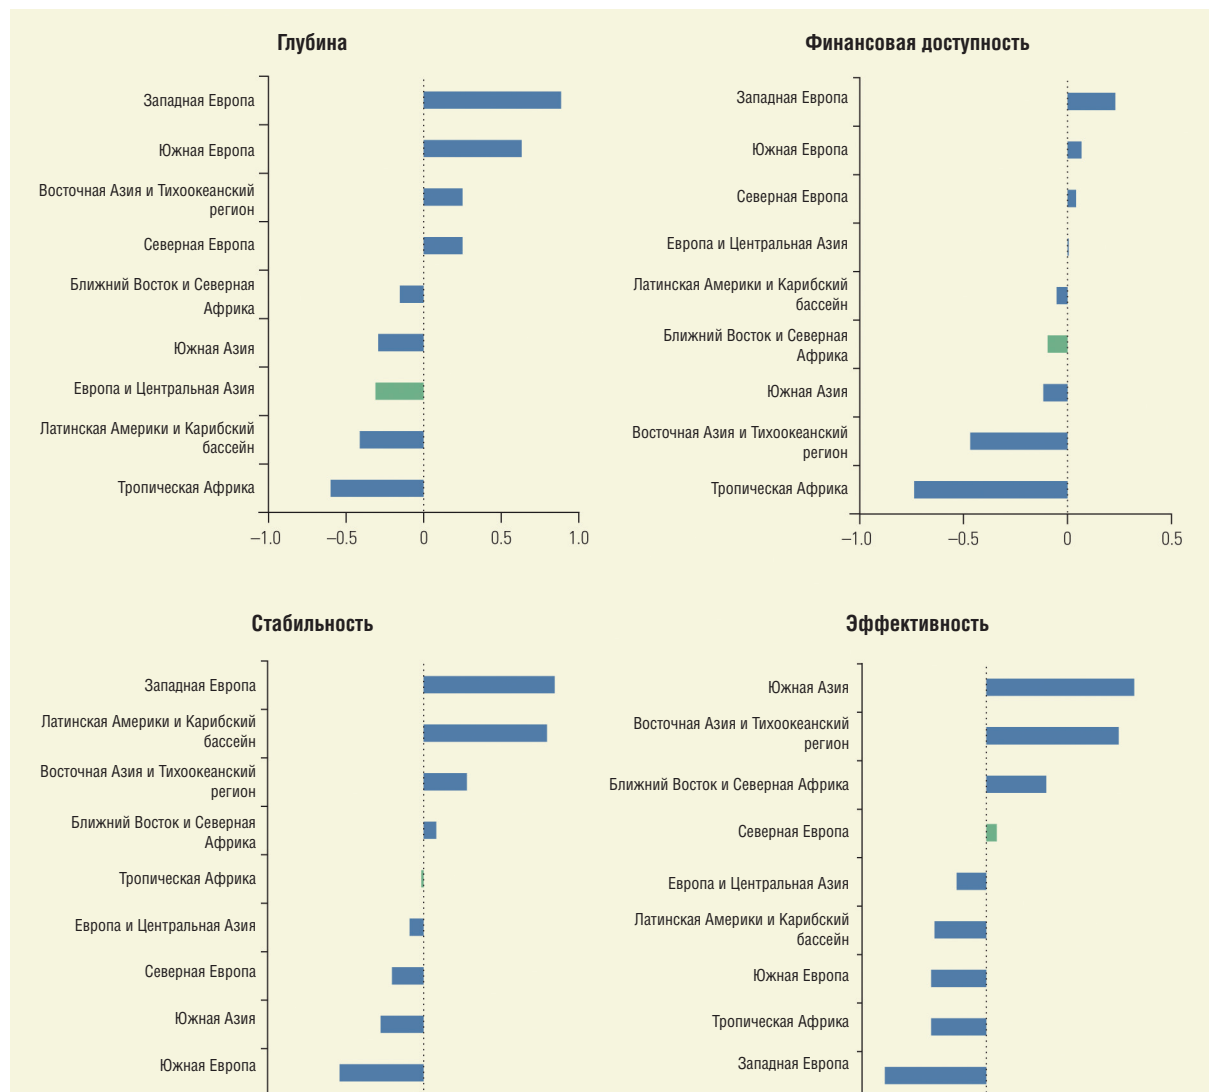 Глубина
Западная Европа
Южная Европа
Восточная Азия и Тихоокеанский
регион
Северная Европа
Ближний Восток и Северная
Африка
Южная Азия
Европа и Центральная Азия
Латинская Америки и Карибский
бассейн
Тропическая Африка
–1.0 –0.5 0 0.5 1.0
Финансовая доступность
Западная Европа
Южная Европа
Северная Европа
Европа и Центральная Азия
Латинская Америки и Карибский
бассейн
Ближний Восток и Северная
Африка
Южная Азия
Восточная Азия и Тихоокеанский
регион
Тропическая Африка
–1.0 –0.5 0 0.5
Стабильность
Западная Европа
Латинская Америки и Карибский
бассейн
Восточная Азия и Тихоокеанский
регион
Ближний Восток и Северная
Африка
Тропическая Африка
Европа и Центральная Азия
Северная Европа
Южная Азия
Южная Европа
Эффективность
Южная Азия
Восточная Азия и Тихоокеанский
регион
Ближний Восток и Северная Африка
Северная Европа
Европа и Центральная Азия
Латинская Америки и Карибский
бассейн
Южная Европа
Тропическая Африка
Западная Европа